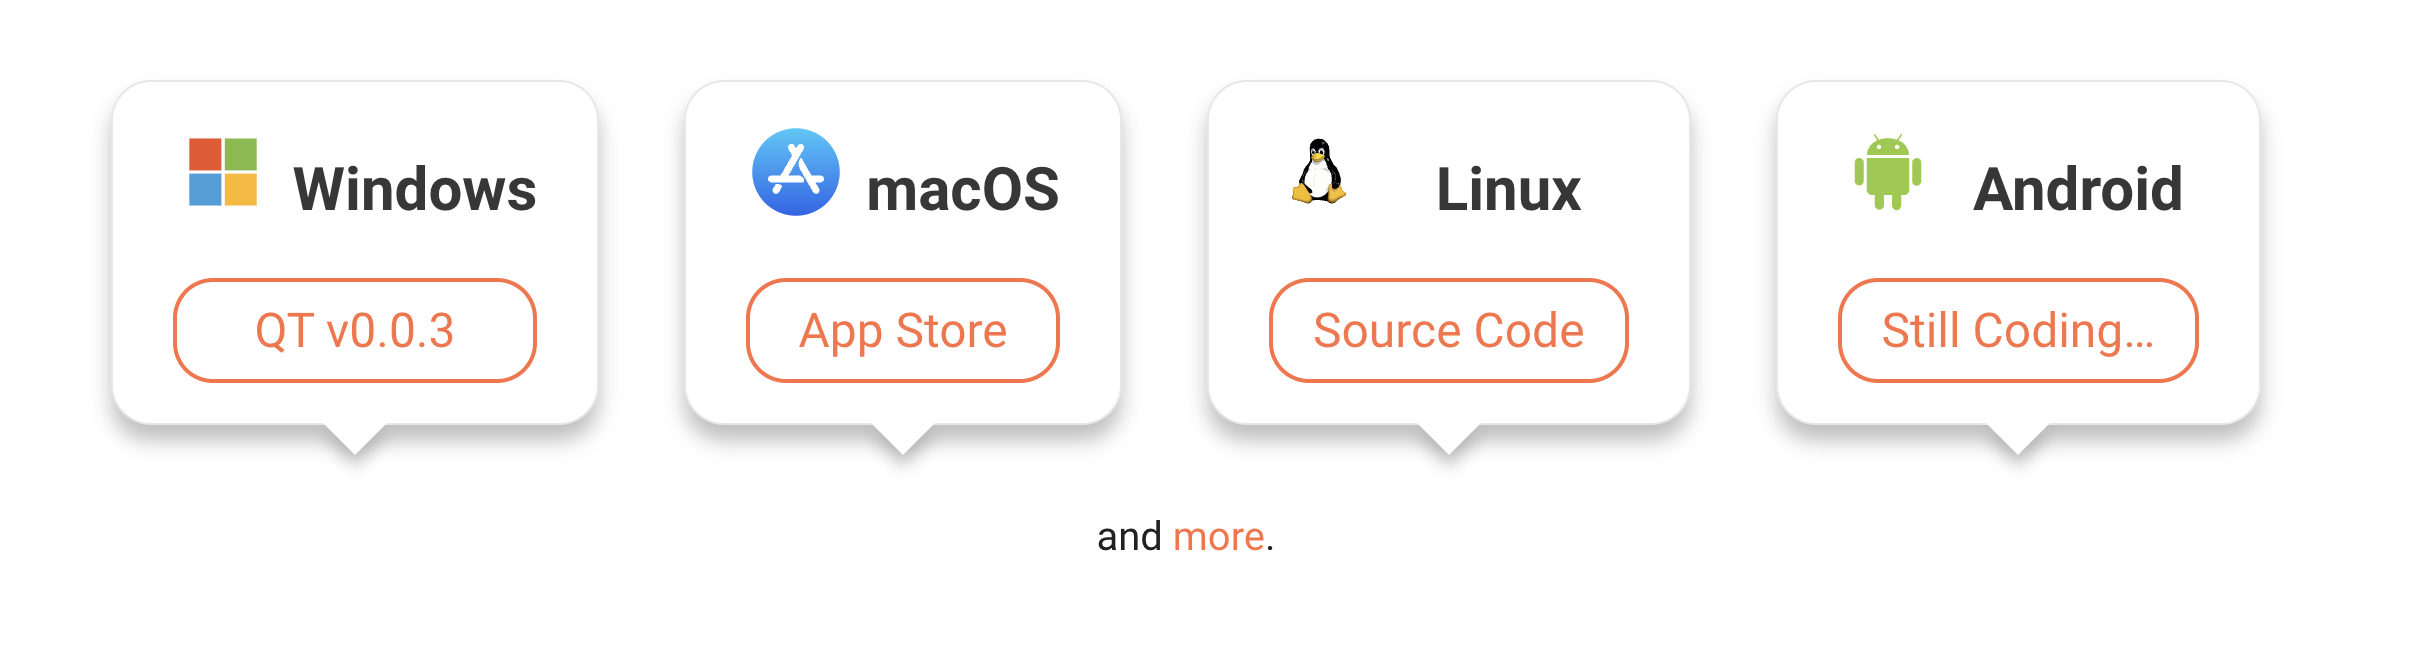 Windows
QT v0.0.3
macOS
App Store
Linux
Source Code
Android
Still Coding...
and more.